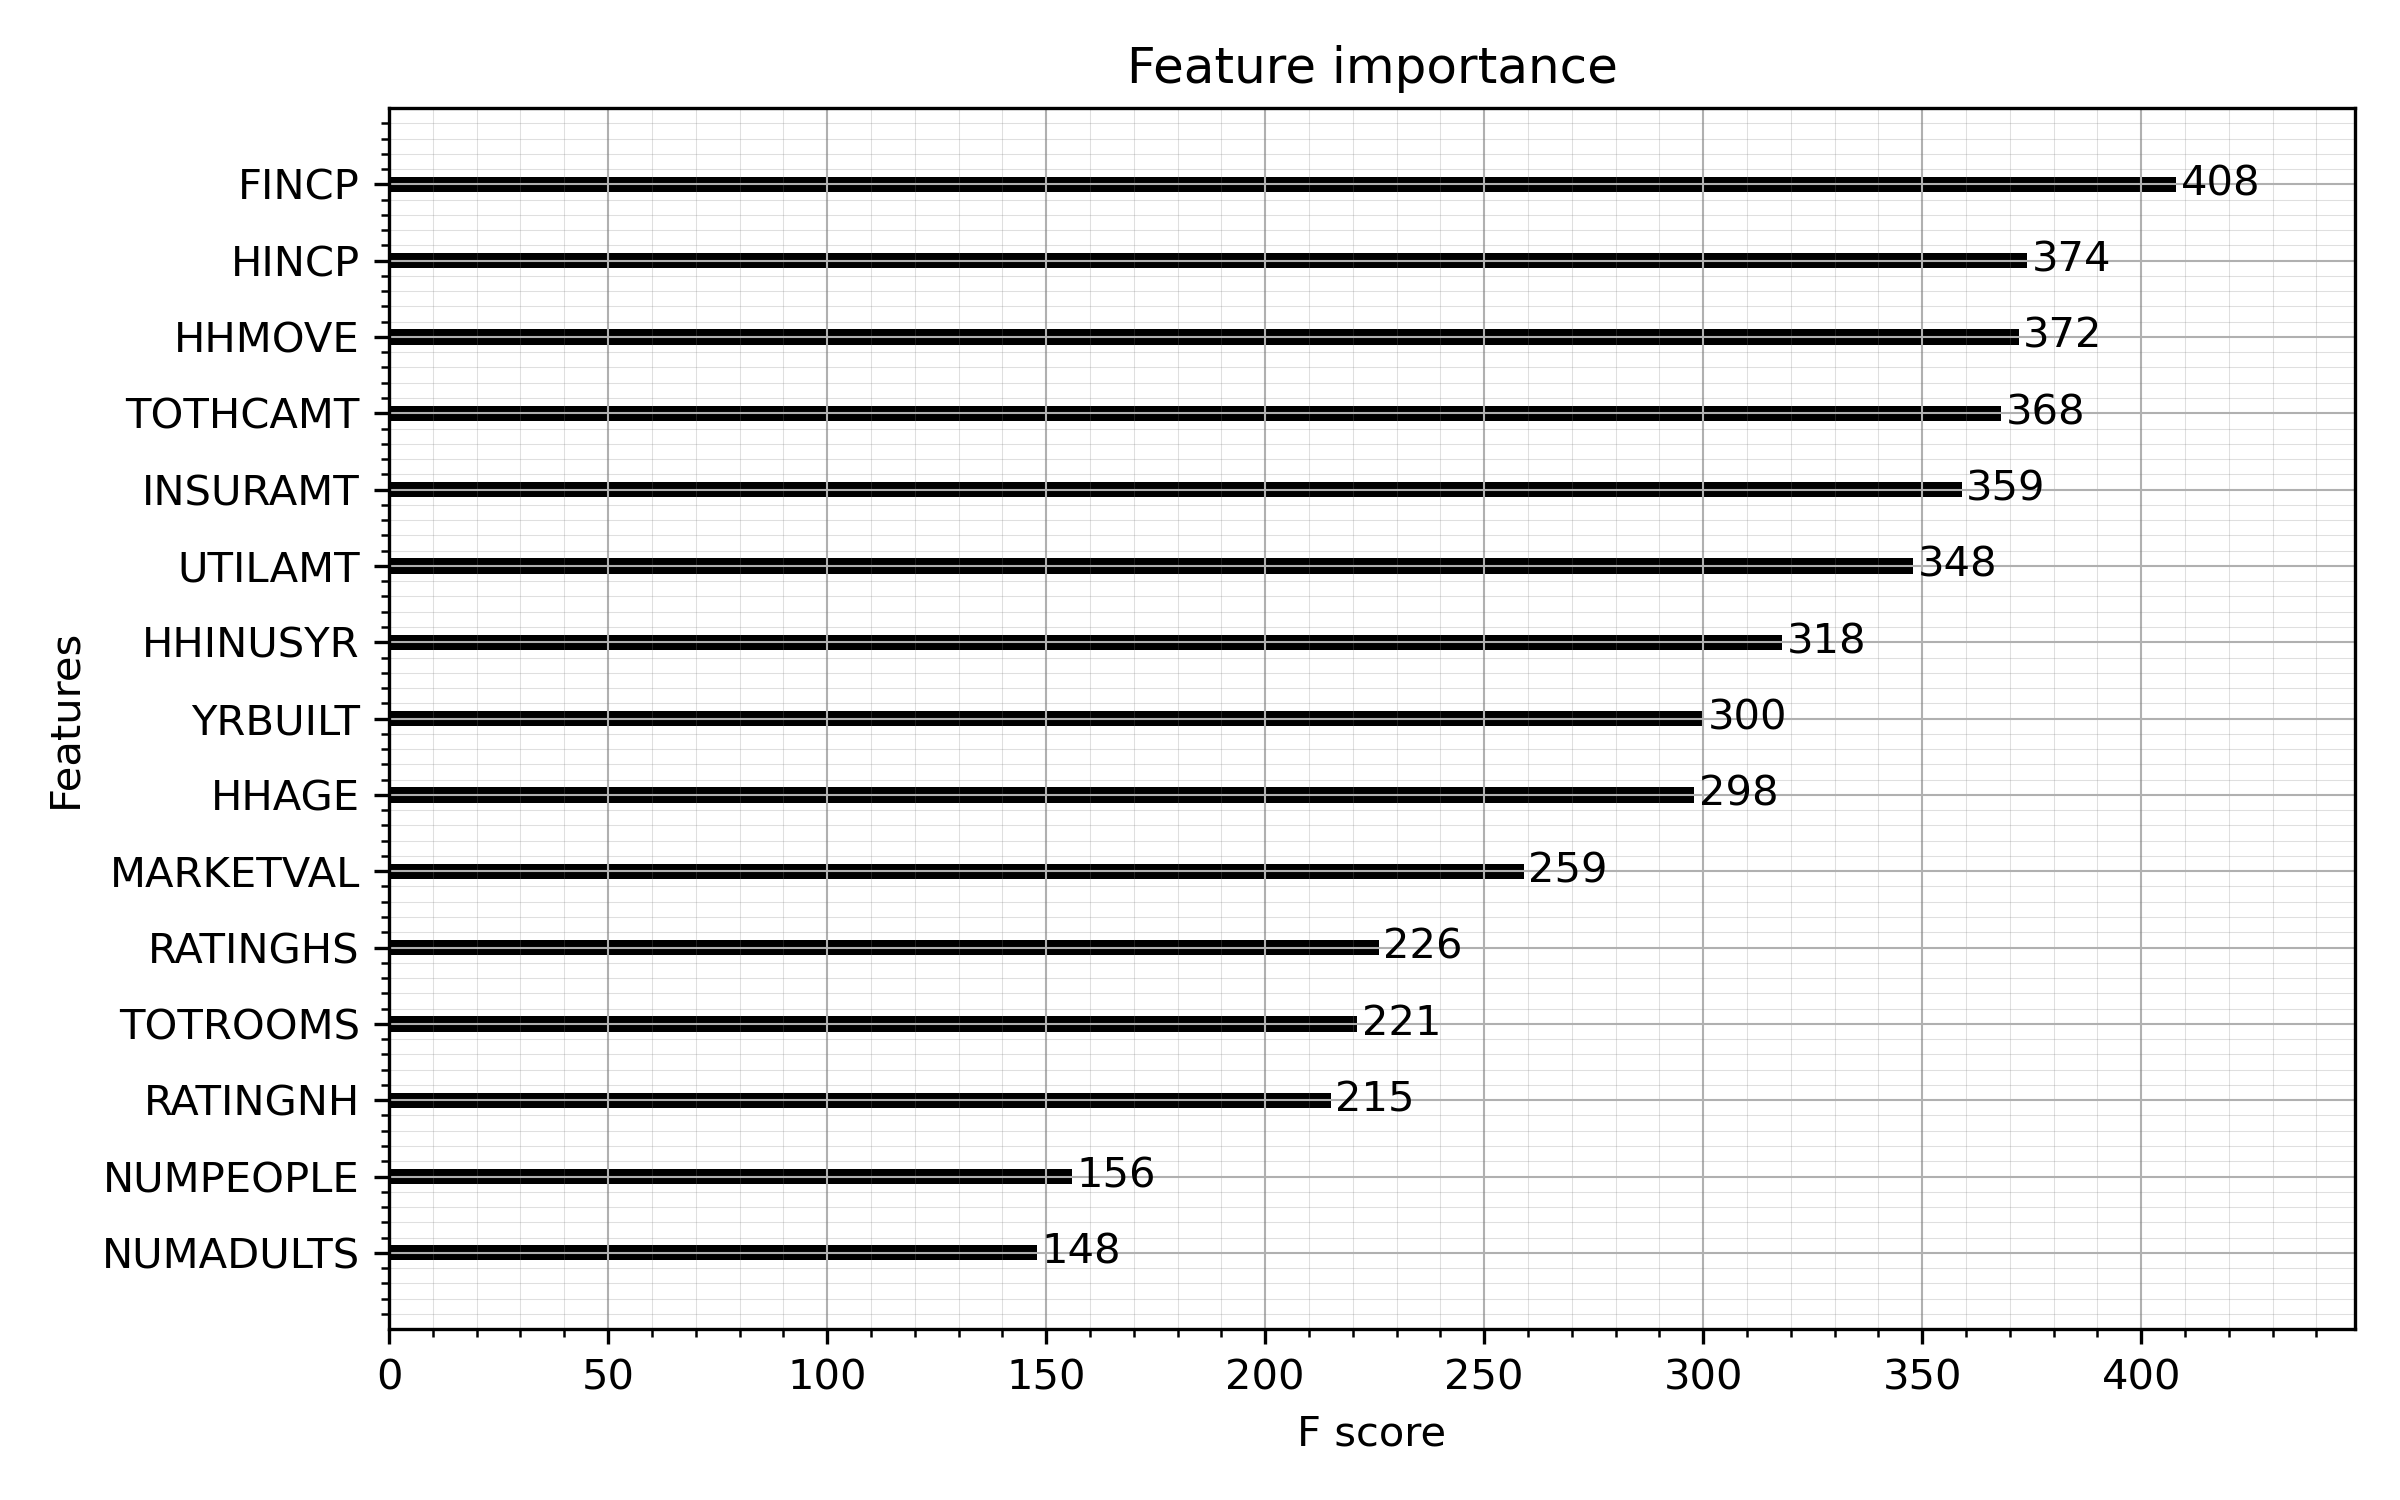 Feature importance
FINCP 408
HINCP 374
HHMOVE 372
TOTHCAMT 368
INSURAMT 359
UTILAMT 348
HHINUSYR 318
YRBUILT 300
HHAGE 298
MARKETVAL 259
RATINGHS 226
TOTROOMS 221
RATINGNH 215
NUMPEOPLE 156
NUMADULTS 148
Features
0 50 100 150 200 250 300 350 400
F score